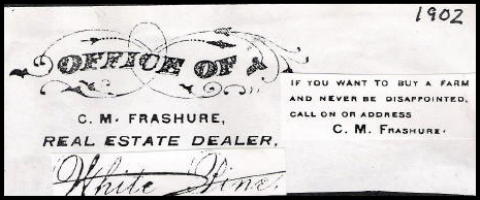 1902
OFFICE OF
C. M. FRASHURE,
REAL ESTATE DEALER,
White Pine.
IF YOU WANT TO BUY A FARM
AND NEVER BE DISAPPOINTED,
CALL ON OR ADDRESS
C. M. FRASHURE.